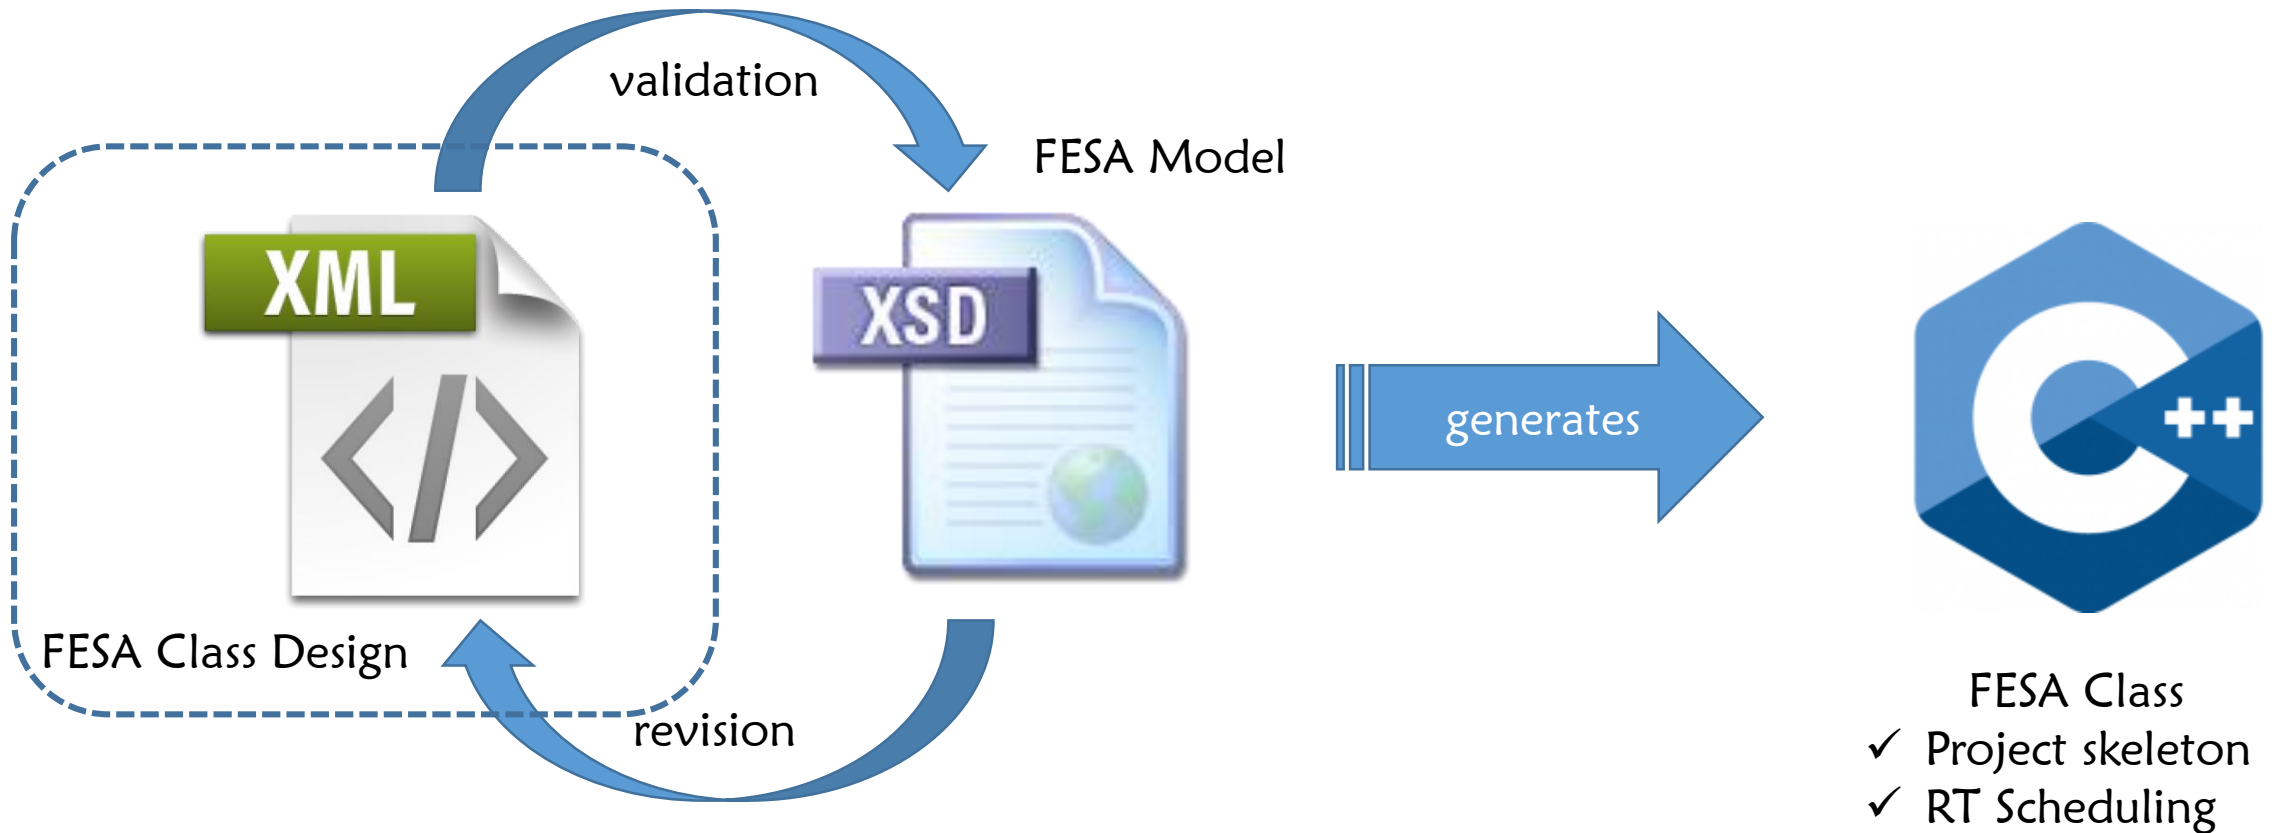 validation
FESA Model
XML
XSD
generates
C++
FESA Class Design
revision
FESA Class
✓ Project skeleton
✓ RT Scheduling